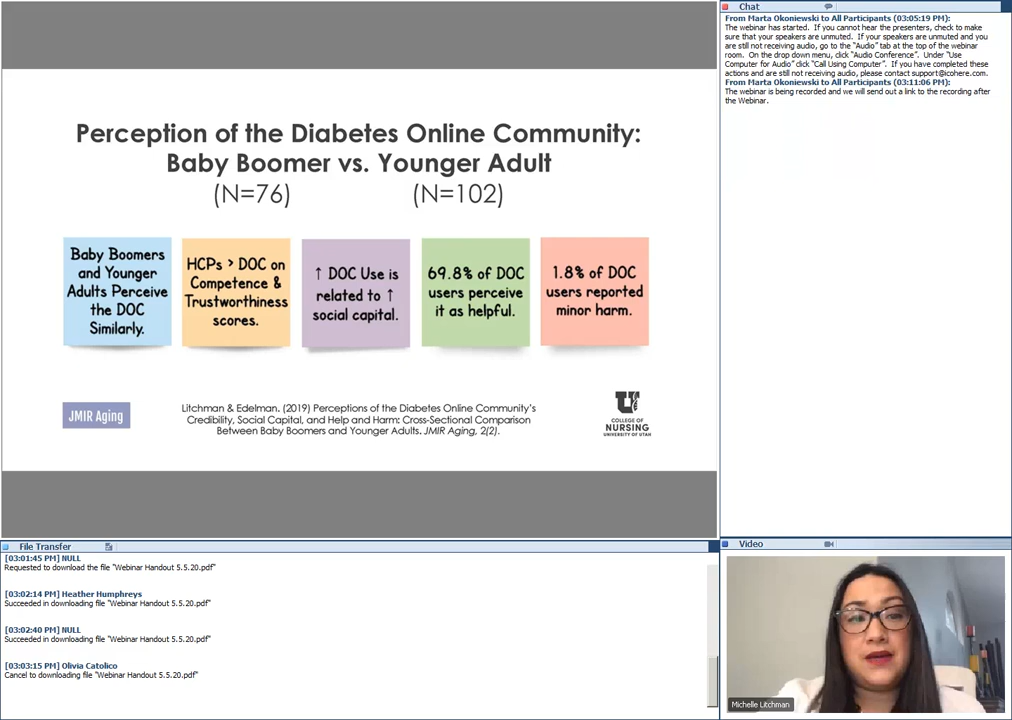 Perception of the Diabetes Online Community:
Baby Boomer vs. Younger Adult
(N=76) (N=102)
Baby Boomers
and Younger
Adults Perceive
the DOC
Similarly.
HCPs > DOC on
Competence &
Trustworthiness
scores.
↑ DOC Use is
related to ↑
social capital.
69.8% of DOC
users perceive
it as helpful.
1.8% of DOC
users reported
minor harm.
JMIR Aging
Litchman & Edelman. (2019) Perceptions of the Diabetes Online Community's
Credibility, Social Capital, and Help and Harm: Cross-Sectional Comparison
Between Baby Boomers and Younger Adults. JMIR Aging, 2(2).
U
COLLEGE OF
NURSING
UNIVERSITY OF UTAH
Chat
From Marta Okoniewski to All Participants (03:05:19 PM):
The webinar has started. If you cannot hear the presenters, check to make
sure that your speakers are unmuted. If your speakers are unmuted and you
are still not receiving audio, go to the "Audio" tab at the top of the webinar
room. On the drop down menu, click "Audio Conference". Under "Use
Computer for Audio" click "Call Using Computer". If you have completed these
actions and are still not receiving audio, please contact support@icohere.com.
From Marta Okoniewski to All Participants (03:11:06 PM):
The webinar is being recorded and we will send out a link to the recording after
the Webinar.
File Transfer
[03:01:45 PM] NULL
Requested to download the file "Webinar Handout 5.5.20.pdf"
[03:02:14 PM] Heather Humphreys
Succeeded in downloading file "Webinar Handout 5.5.20.pdf"
[03:02:40 PM] NULL
Succeeded in downloading file "Webinar Handout 5.5.20.pdf"
[03:03:15 PM] Olivia Catolico
Cancel to downloading file "Webinar Handout 5.5.20.pdf"
Video
Michelle Litchman